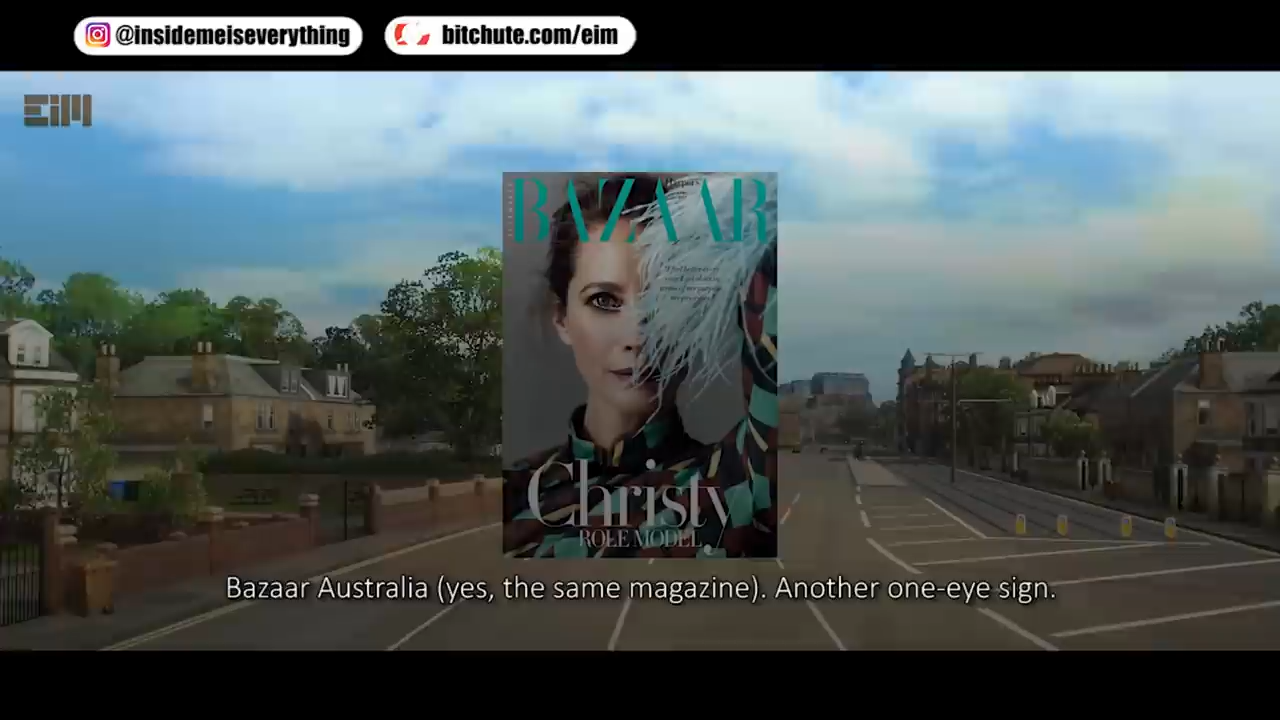 @insidemeiseverything
bitchute.com/eim
EiM
Harper's
BAZAAR
Christy
ROLE MODEL
Bazaar Australia (yes, the same magazine). Another one-eye sign.